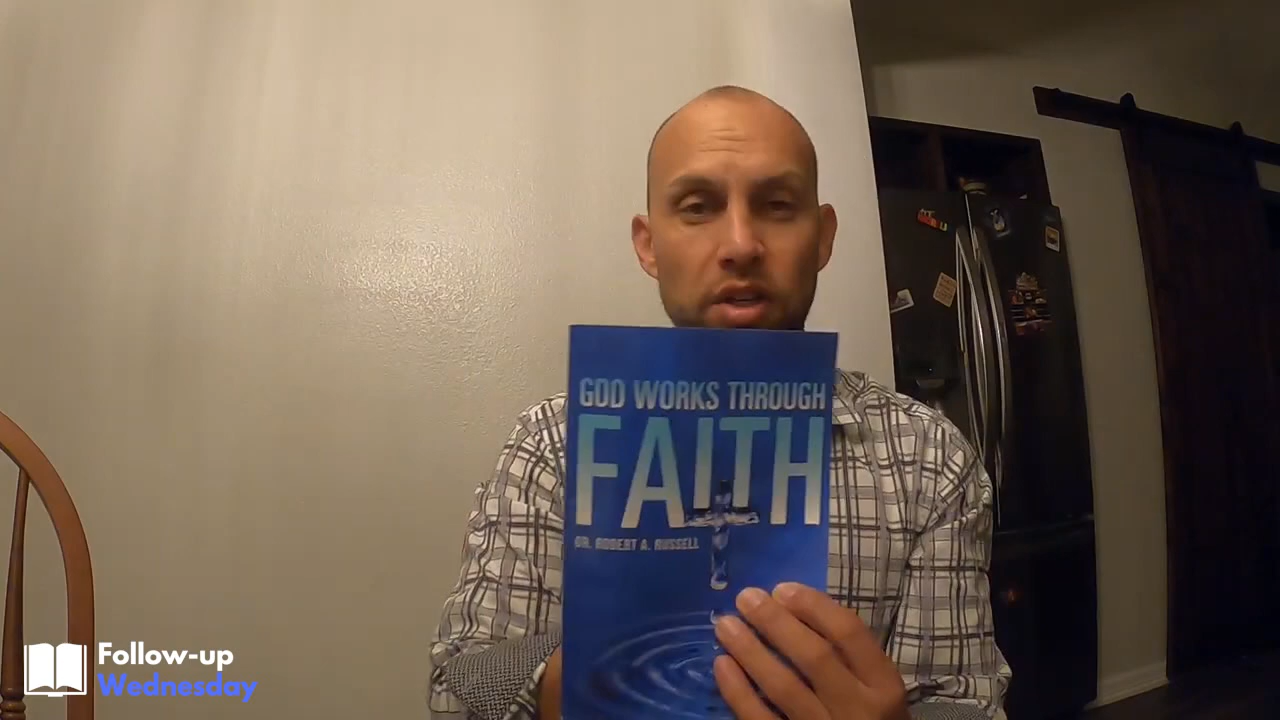 GOD WORKS THROUGH
FAITH
DR. ROBERT A. RUSSELL
Follow-up
Wednesday